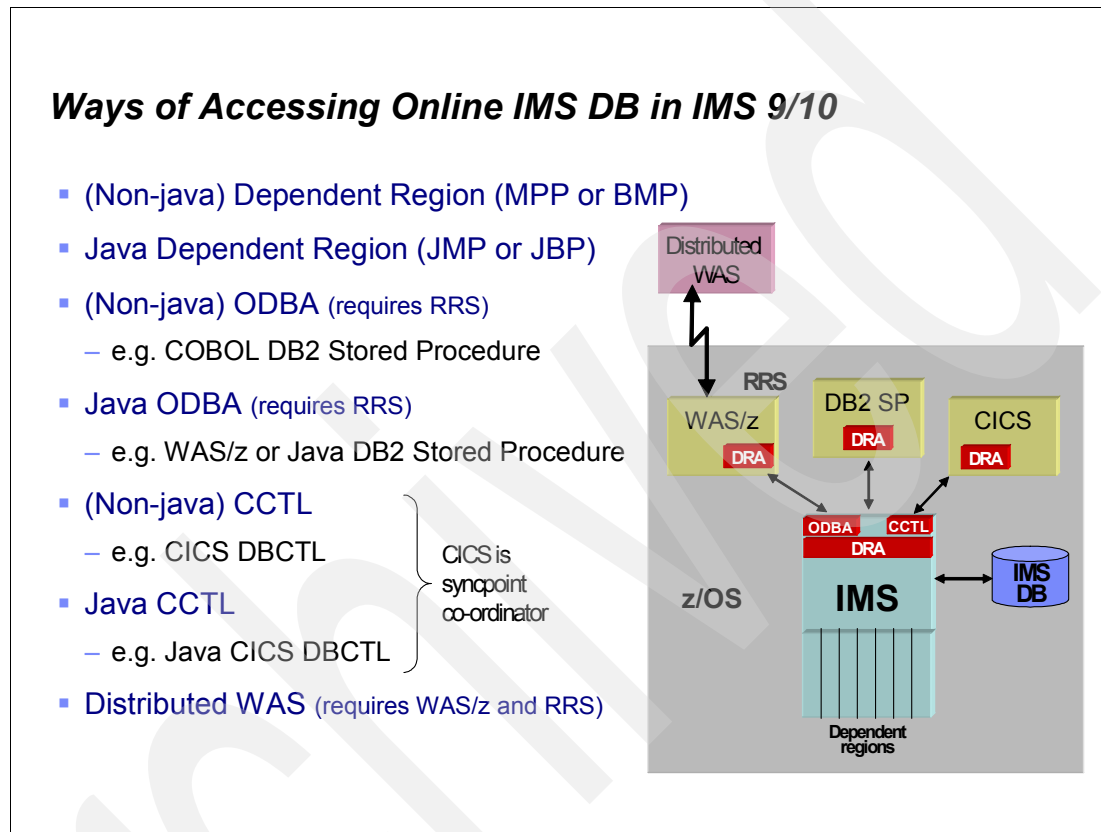 Ways of Accessing Online IMS DB in IMS 9/10
(Non-java) Dependent Region (MPP or BMP)
Java Dependent Region (JMP or JBP)
(Non-java) ODBA (requires RRS)
– e.g. COBOL DB2 Stored Procedure
Java ODBA (requires RRS)
– e.g. WAS/z or Java DB2 Stored Procedure
(Non-java) CCTL
– e.g. CICS DBCTL
Java CCTL
– e.g. Java CICS DBCTL
Distributed WAS (requires WAS/z and RRS)
CICS is
syncpoint
co-ordinator
Distributed
WAS
RRS
WAS/z
DRA
DB2 SP
DRA
CICS
DRA
ODBA
CCTL
DRA
IMS
z/OS
IMS
DB
Dependent
regions